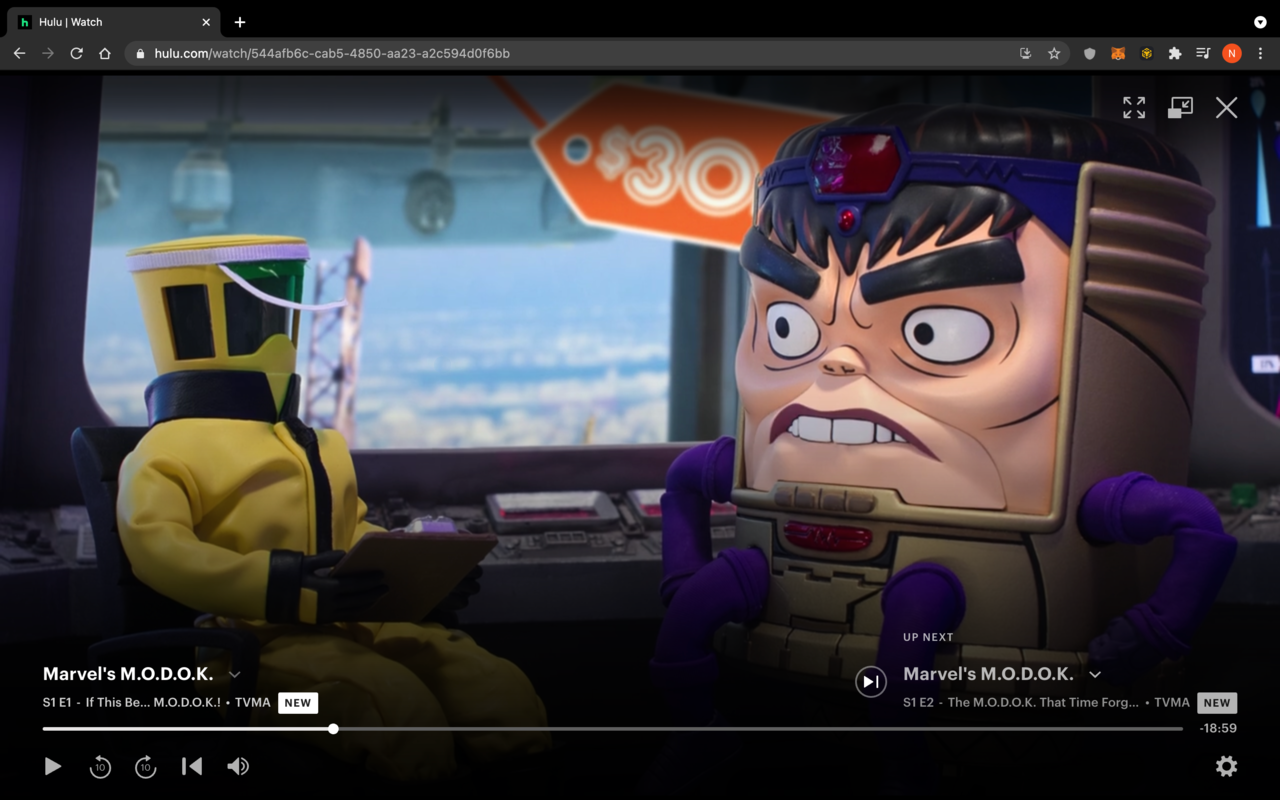 Hulu | Watch
hulu.com/watch/544afb6c-cab5-4850-aa23-a2c594d0f6bb
N
$30
UP NEXT
Marvel's M.O.D.O.K.
Marvel's M.O.D.O.K.
S1 E1 - If This Be... M.O.D.O.K.! • TVMA NEW
S1 E2 - The M.O.D.O.K. That Time Forg... • TVMA NEW
-18:59
10
10